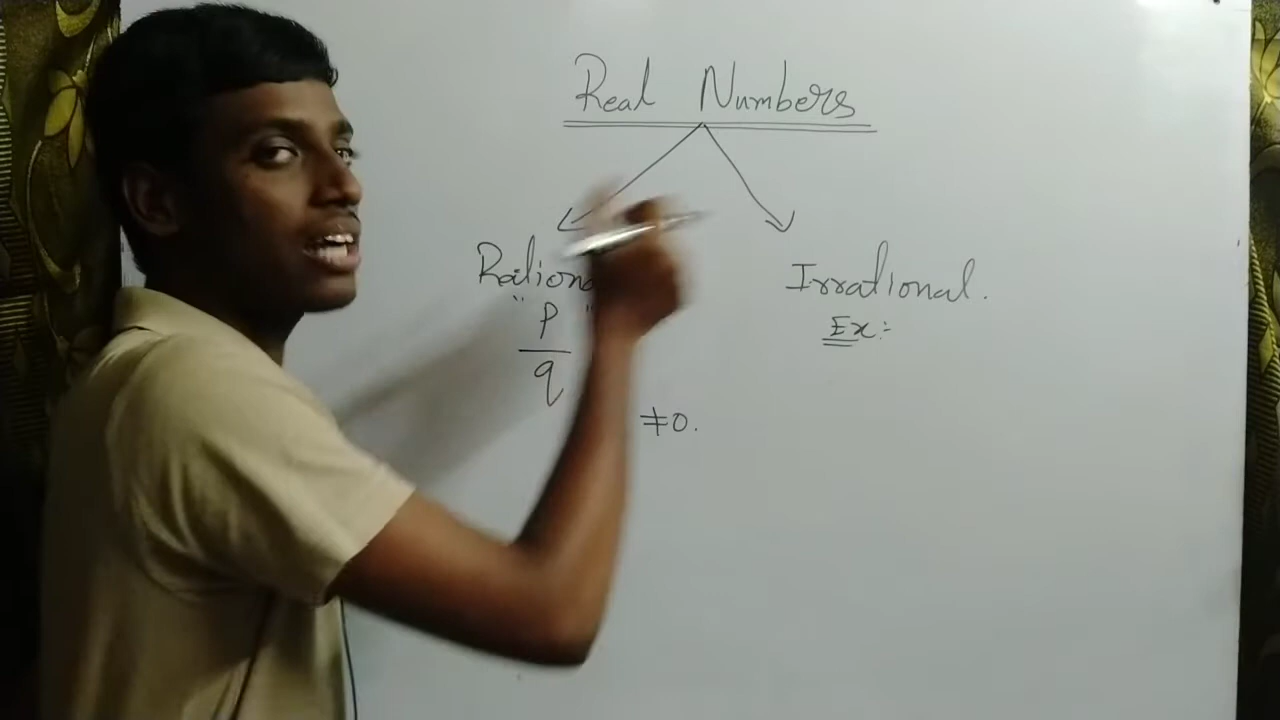 Real Numbers
Irrational.
" P "
q
Ex:-
≠0.